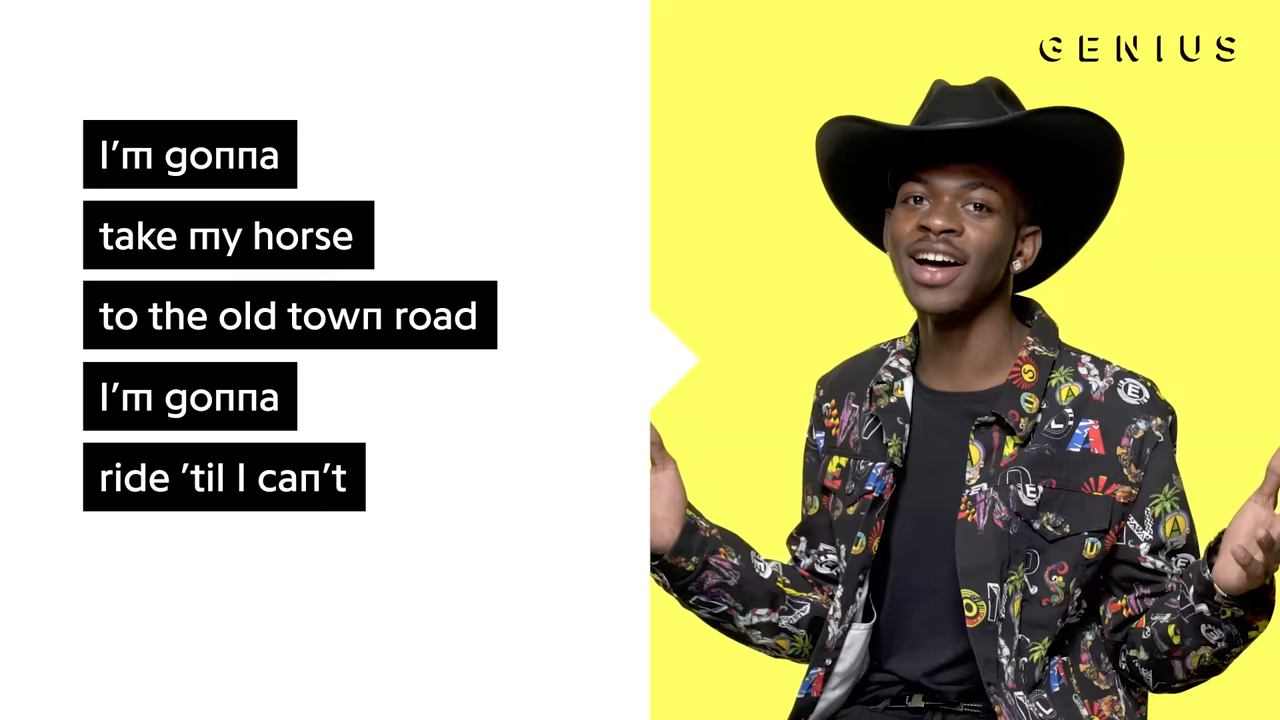 GENIUS
I’m gonna
take my horse
to the old town road
I’m gonna
ride ’til I can’t